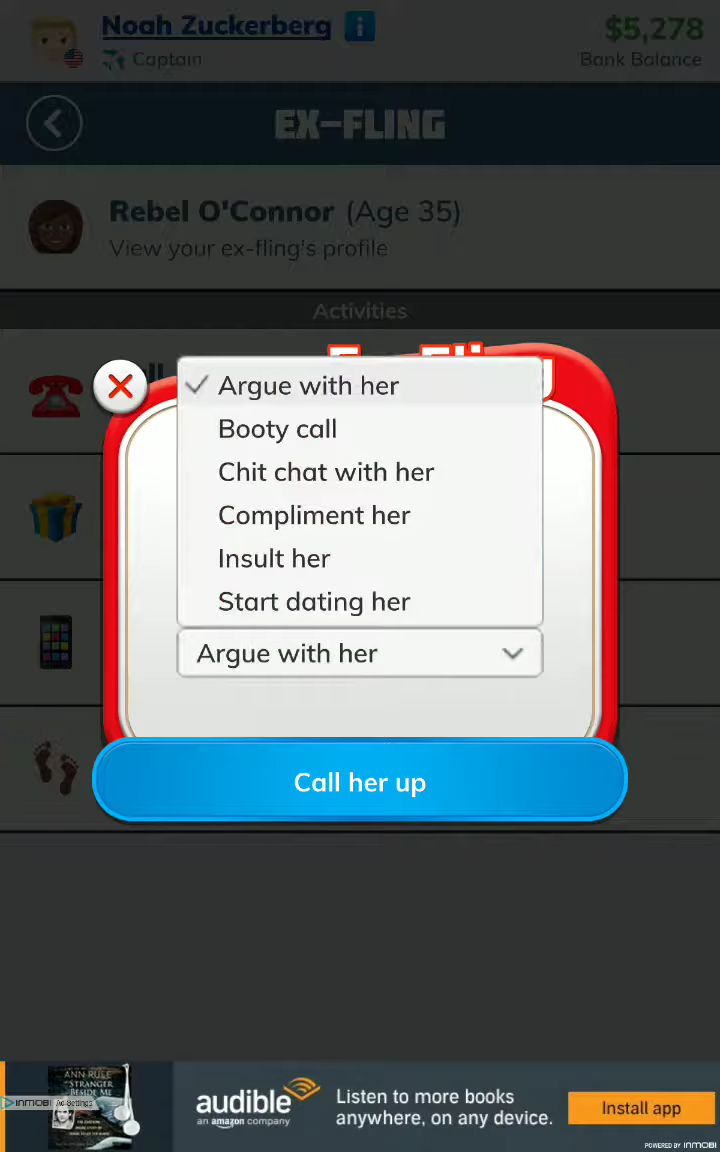 Noah Zuckerberg i
$5,278
Captain
Bank Balance
EX-FLING
Rebel O'Connor (Age 35)
View your ex-fling's profile
Activities
Argue with her
Booty call
Chit chat with her
Compliment her
Insult her
Start dating her
Argue with her
Call her up
ANN RULE
STRANGER
BESIDE ME
INMOBI Ad Settings
audible
an amazon company
Listen to more books
anywhere, on any device.
Install app
POWERED BY INMOBI